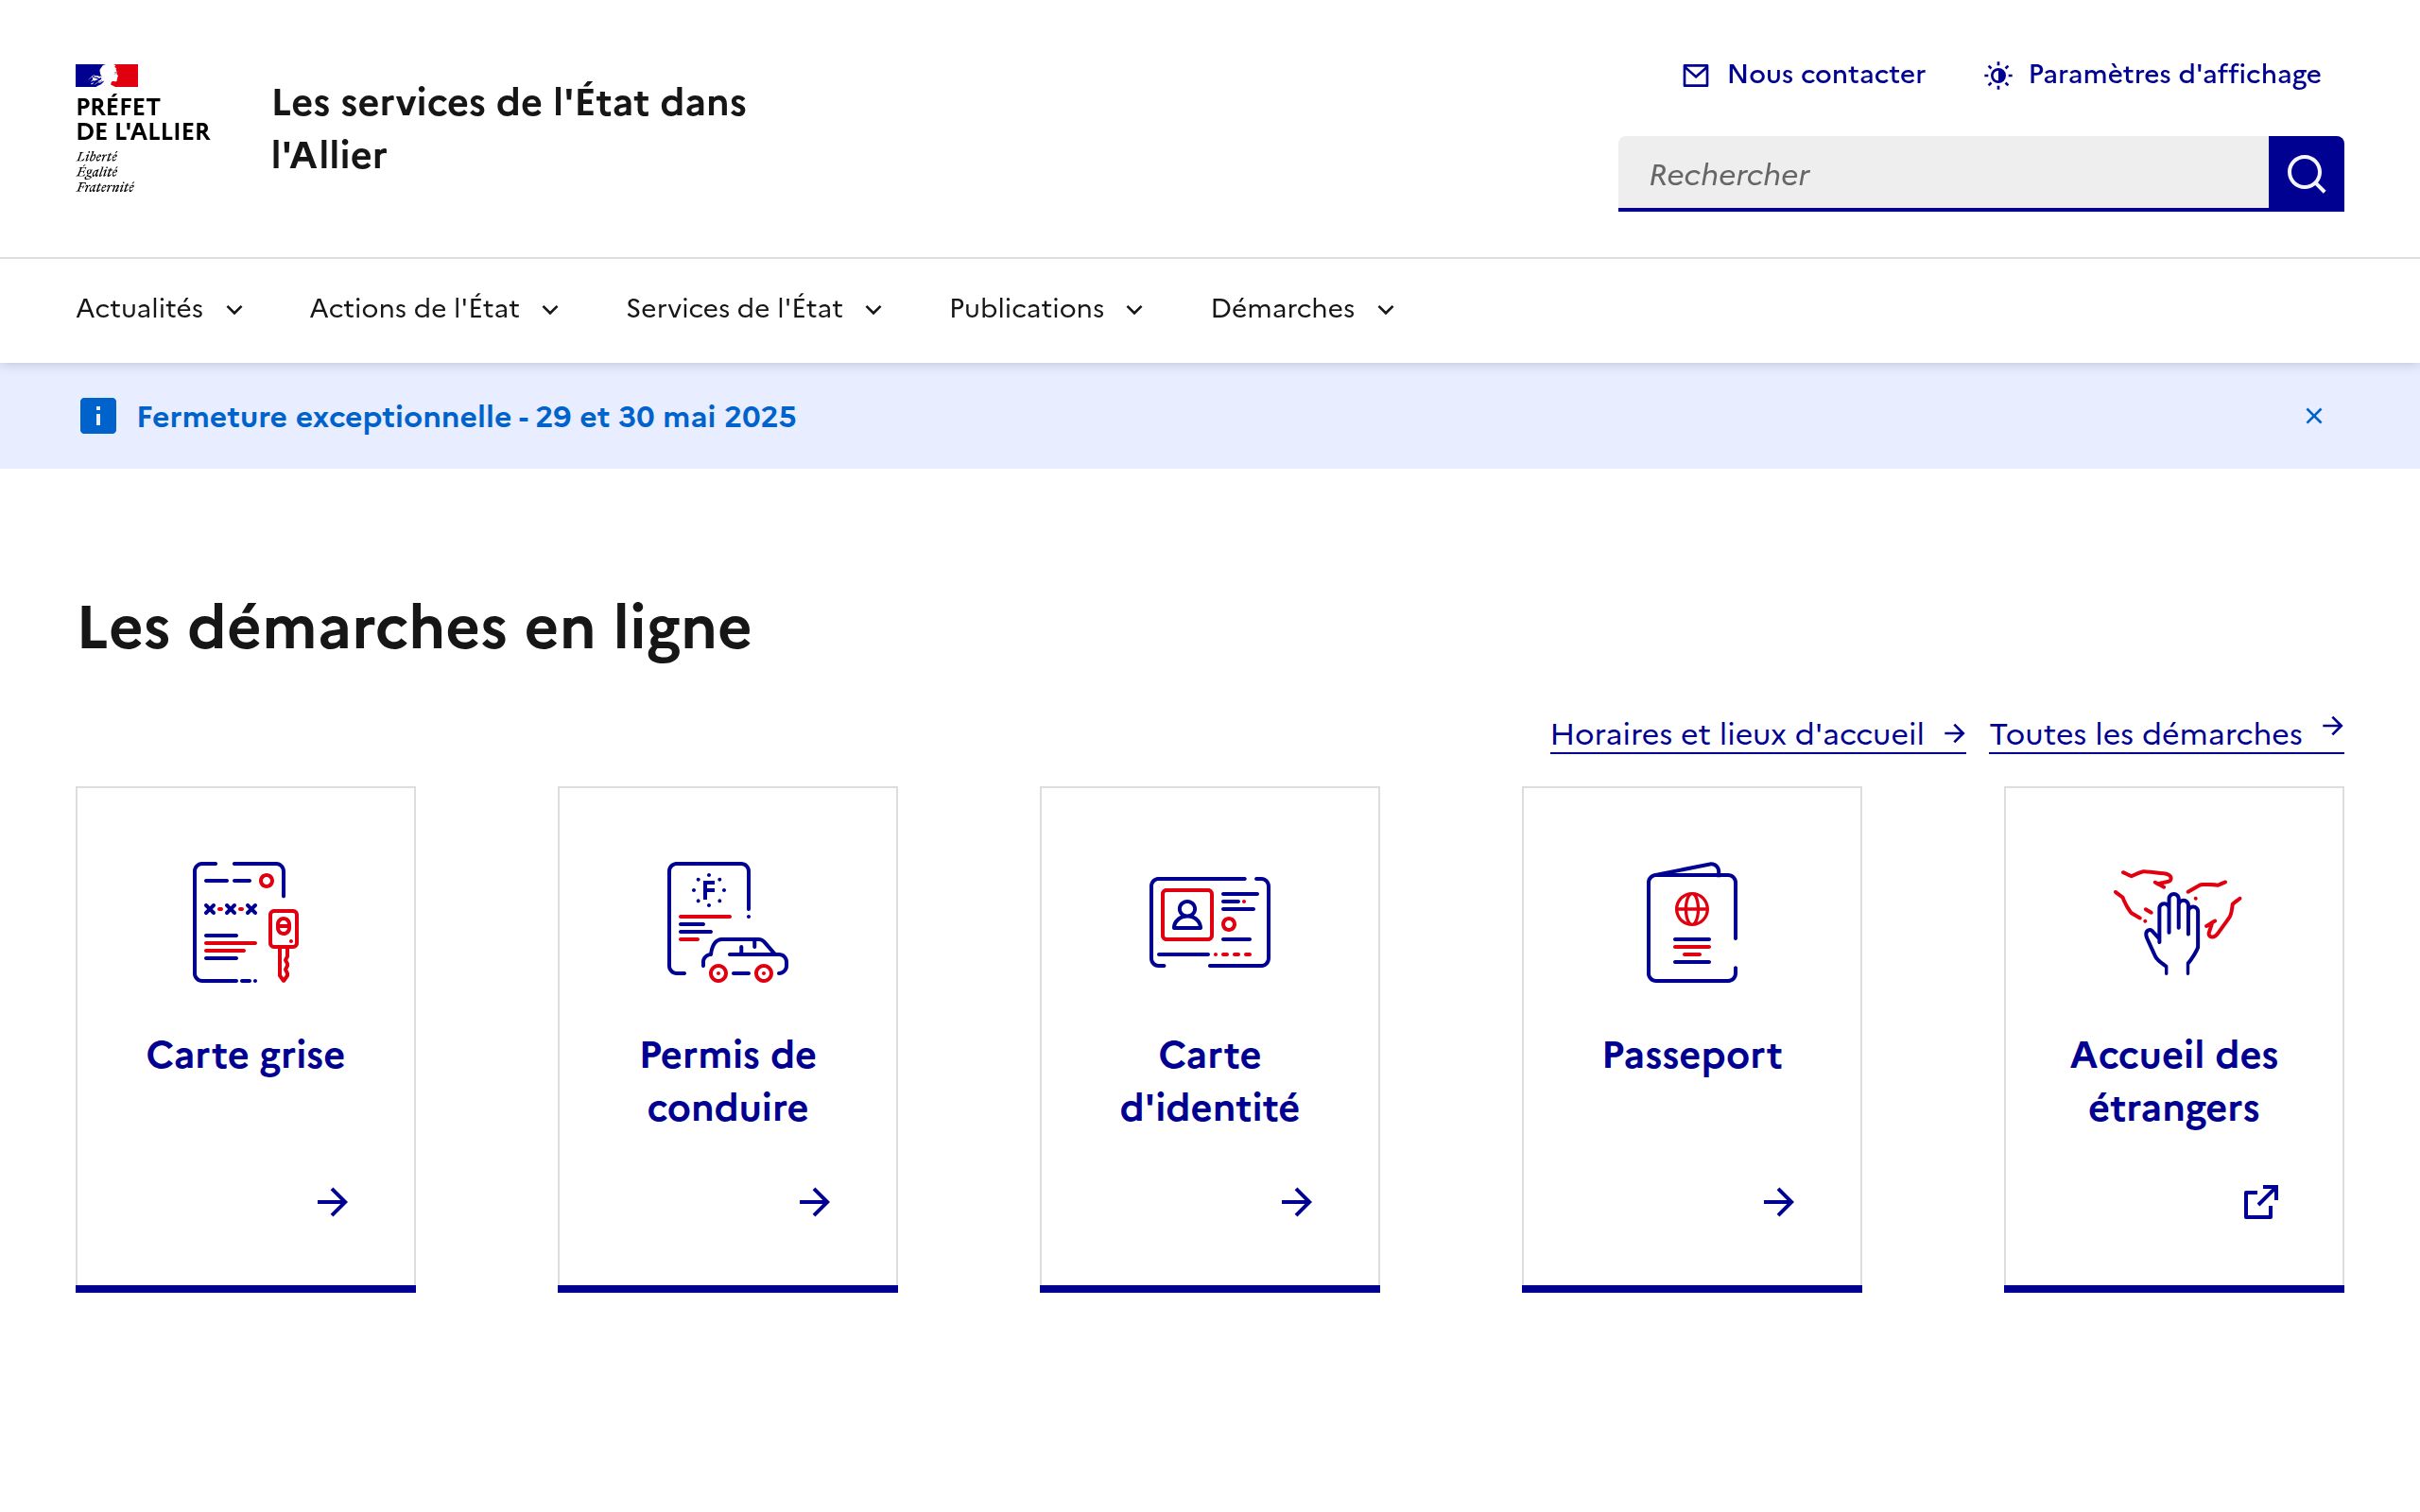 PRÉFET
DE L'ALLIER
Liberté
Égalité
Fraternité
Les services de l'État dans
l'Allier
Nous contacter
Paramètres d'affichage
Rechercher
Actualités
Actions de l'État
Services de l'État
Publications
Démarches
Fermeture exceptionnelle - 29 et 30 mai 2025
Les démarches en ligne
Horaires et lieux d'accueil
Toutes les démarches
F
Carte grise
Permis de
conduire
Carte
d'identité
Passeport
Accueil des
étrangers